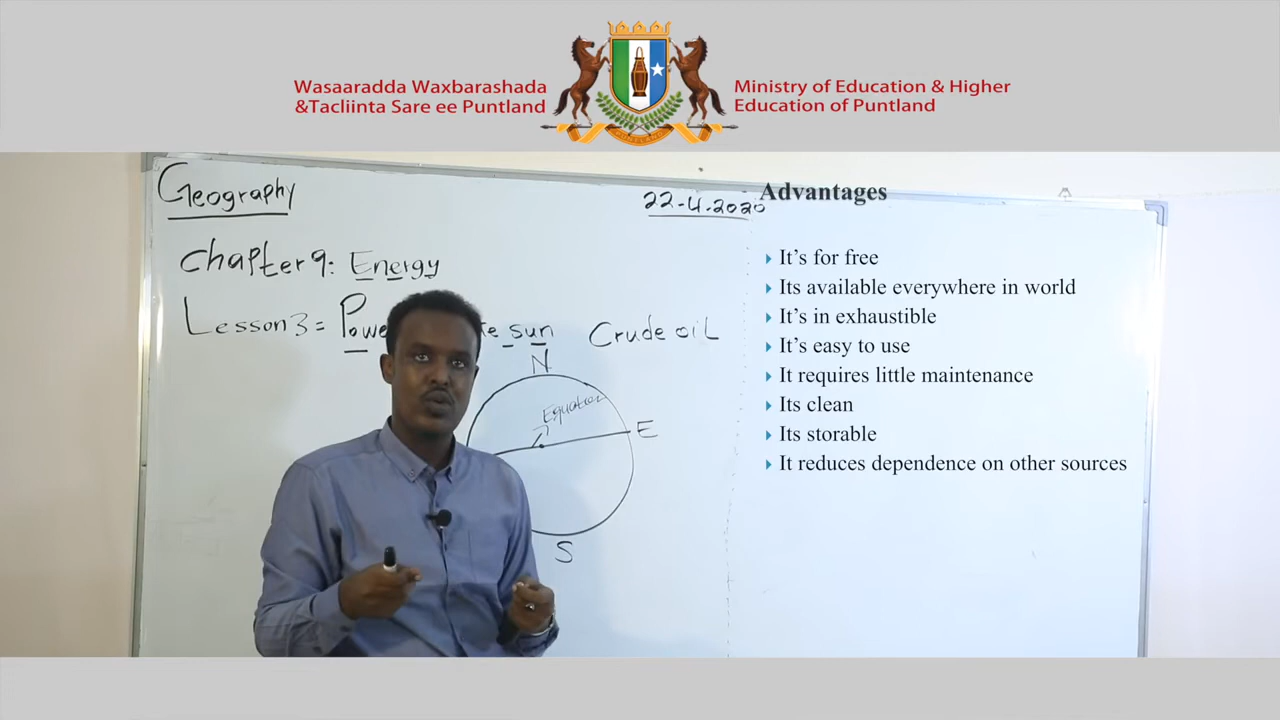 Wasaaradda Waxbarashada
&Tacliinta Sare ee Puntland
Ministry of Education & Higher
Education of Puntland
Geography
22-4-2020
Chapter 9: Energy
Lesson 3 = sun
Crude oil
N
Equator
E
S
Advantages
It's for free
Its available everywhere in world
It's in exhaustible
It's easy to use
It requires little maintenance
Its clean
Its storable
It reduces dependence on other sources